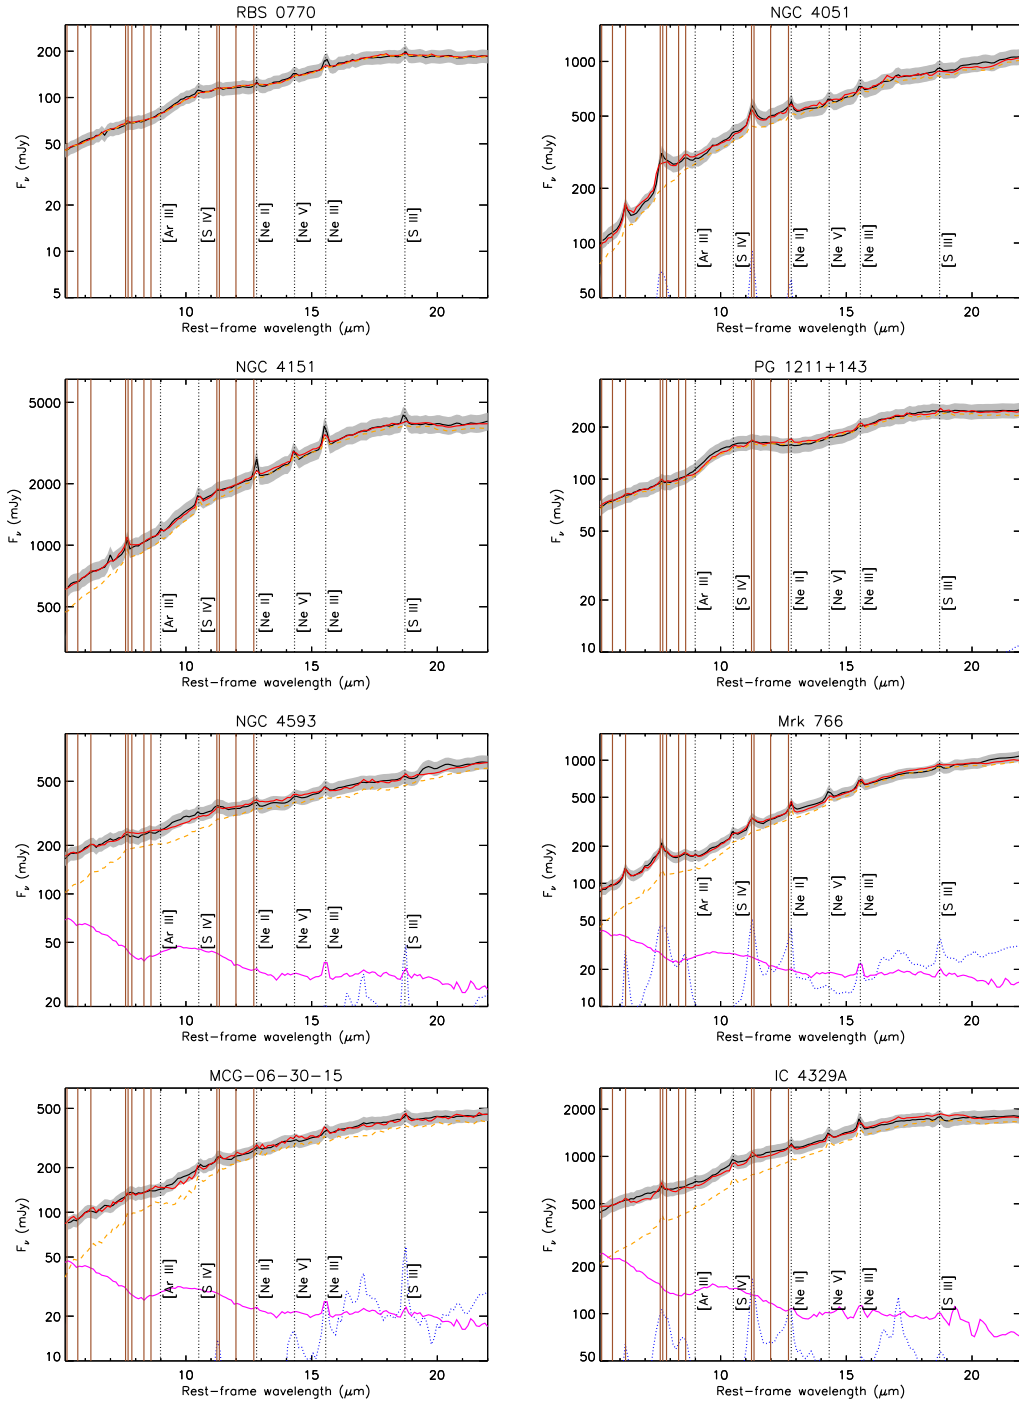 RBS 0770
200
100
50
20
10
5
F_ν (mJy)
[Ar III]
[S IV]
[Ne II]
[Ne V]
[Ne III]
[S III]
10 15 20
Rest-frame wavelength (μm)
NGC 4051
1000
500
200
100
50
F_ν (mJy)
[Ar III]
[S IV]
[Ne II]
[Ne V]
[Ne III]
[S III]
10 15 20
Rest-frame wavelength (μm)
NGC 4151
5000
2000
1000
500
F_ν (mJy)
[Ar III]
[S IV]
[Ne II]
[Ne V]
[Ne III]
[S III]
10 15 20
Rest-frame wavelength (μm)
PG 1211+143
200
100
50
20
10
F_ν (mJy)
[Ar III]
[S IV]
[Ne II]
[Ne V]
[Ne III]
[S III]
10 15 20
Rest-frame wavelength (μm)
NGC 4593
500
200
100
50
20
F_ν (mJy)
[Ar III]
[S IV]
[Ne II]
[Ne V]
[Ne III]
[S III]
10 15 20
Rest-frame wavelength (μm)
Mrk 766
1000
500
200
100
50
20
10
F_ν (mJy)
[Ar III]
[S IV]
[Ne II]
[Ne V]
[Ne III]
[S III]
10 15 20
Rest-frame wavelength (μm)
MCG-06-30-15
500
200
100
50
20
10
F_ν (mJy)
[Ar III]
[S IV]
[Ne II]
[Ne V]
[Ne III]
[S III]
10 15 20
Rest-frame wavelength (μm)
IC 4329A
2000
1000
500
200
100
50
F_ν (mJy)
[Ar III]
[S IV]
[Ne II]
[Ne V]
[Ne III]
[S III]
10 15 20
Rest-frame wavelength (μm)